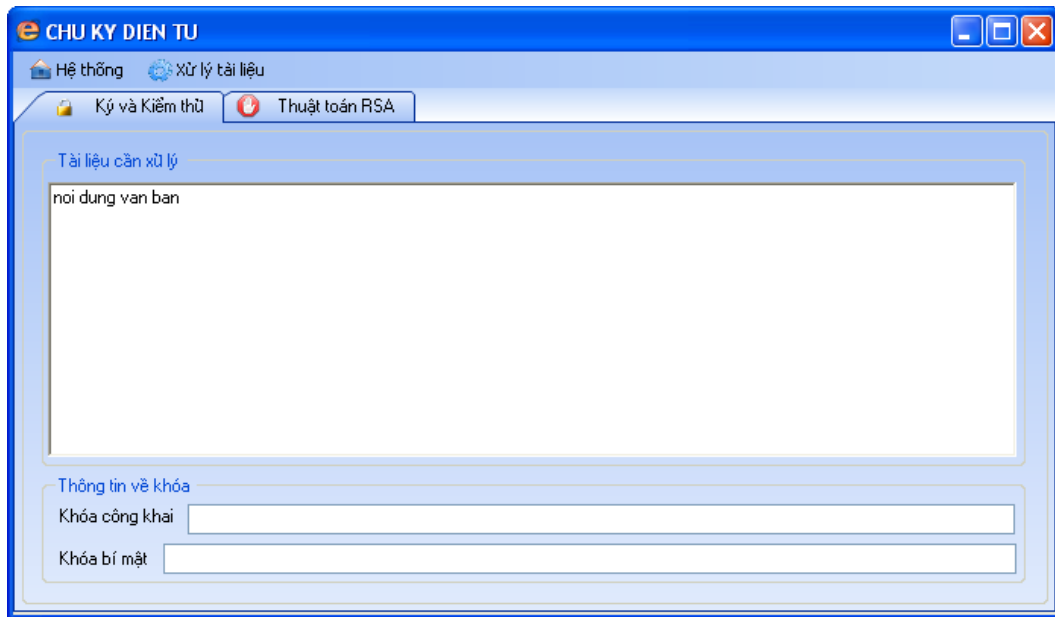 CHU KY DIEN TU
Hệ thống Xử lý tài liệu
Ký và Kiểm thử Thuật toán RSA
Tài liệu cần xử lý
noi dung van ban
Thông tin về khóa
Khóa công khai
Khóa bí mật